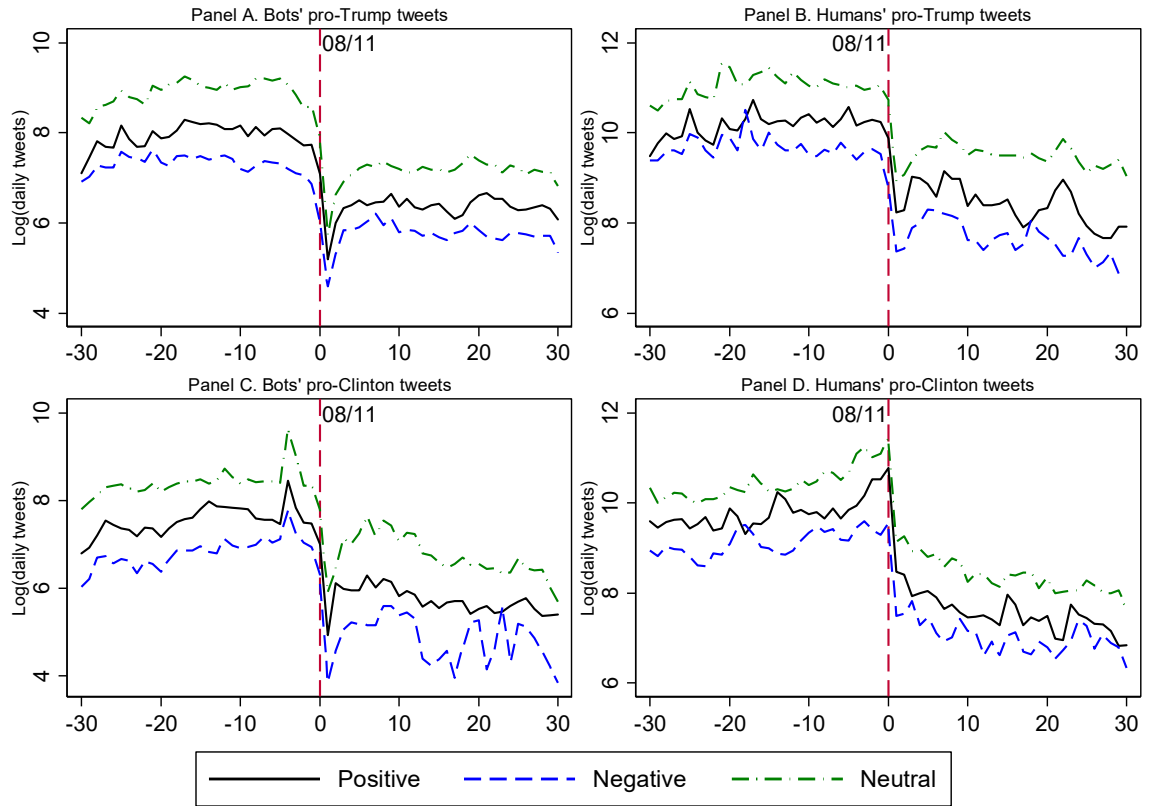 Panel A. Bots' pro-Trump tweets
Log(daily tweets)
10
8
6
4
08/11
-30 -20 -10 0 10 20 30
Panel B. Humans' pro-Trump tweets
Log(daily tweets)
12
10
8
6
08/11
-30 -20 -10 0 10 20 30
Panel C. Bots' pro-Clinton tweets
Log(daily tweets)
10
8
6
4
08/11
-30 -20 -10 0 10 20 30
Panel D. Humans' pro-Clinton tweets
Log(daily tweets)
12
10
8
6
08/11
-30 -20 -10 0 10 20 30
Positive Negative Neutral